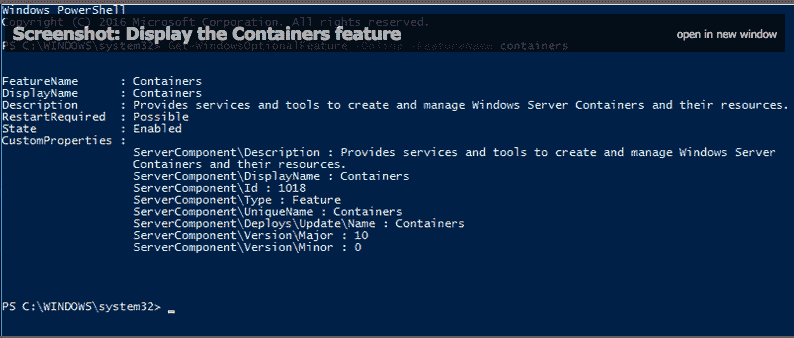 Windows PowerShell
Copyright (C) 2016 Microsoft Corporation. All rights reserved.
Screenshot: Display the Containers feature
open in new window
PS C:\WINDOWS\system32> Get-WindowsOptionalFeature -Online -FeatureName containers
FeatureName : Containers
DisplayName : Containers
Description : Provides services and tools to create and manage Windows Server Containers and their resources.
RestartRequired : Possible
State : Enabled
CustomProperties :
ServerComponent\Description : Provides services and tools to create and manage Windows Server
Containers and their resources.
ServerComponent\DisplayName : Containers
ServerComponent\Id : 1018
ServerComponent\Type : Feature
ServerComponent\UniqueName : Containers
ServerComponent\Deploys\Update\Name : Containers
ServerComponent\Version\Major : 10
ServerComponent\Version\Minor : 0
PS C:\WINDOWS\system32> _